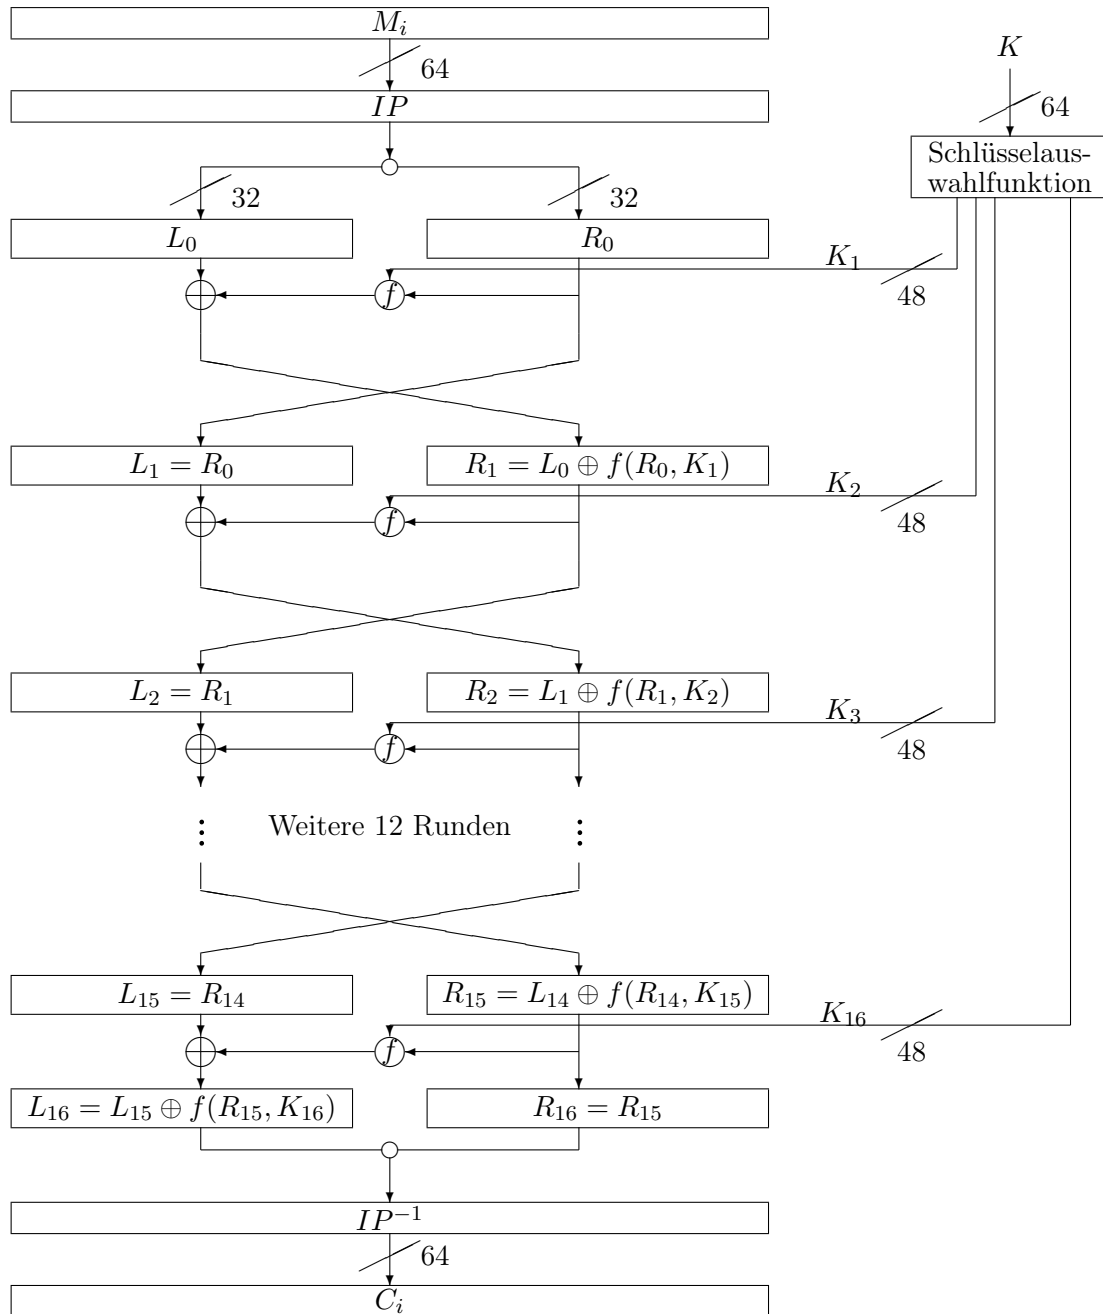 M_i
64
K
IP
64
Schlüsselaus-
wahlfunktion
32 32
L_0 R_0
K_1
f
48
L_1 = R_0 R_1 = L_0 ⊕ f(R_0, K_1)
K_2
f
48
L_2 = R_1 R_2 = L_1 ⊕ f(R_1, K_2)
K_3
f
48
⋮ Weitere 12 Runden ⋮
L_15 = R_14 R_15 = L_14 ⊕ f(R_14, K_15)
K_16
f
48
L_16 = L_15 ⊕ f(R_15, K_16) R_16 = R_15
IP^−1
64
C_i